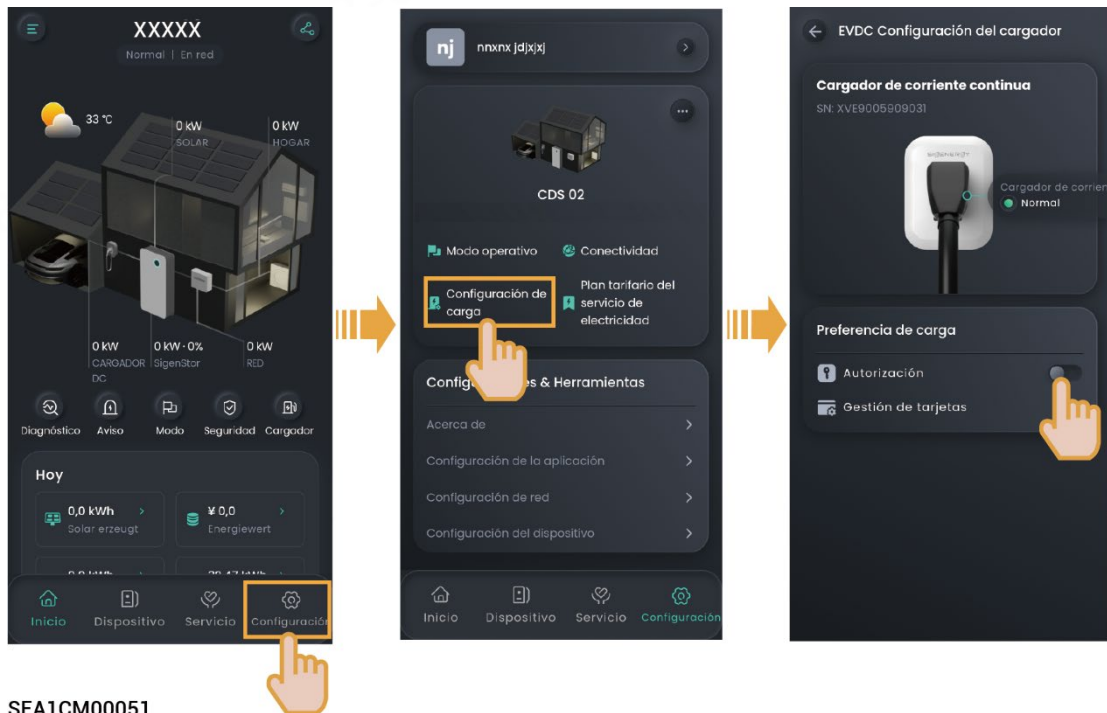 XXXXX
Normal | En red
33 °C
0 kW
SOLAR
0 kW
HOGAR
0 kW
CARGADOR DC
0 kW · 0%
SigenStor
0 kW
RED
Diagnóstico
Aviso
Modo
Seguridad
Cargador
Hoy
0,0 kWh
Solar erzeugt
¥ 0,0
Energiewert
Inicio
Dispositivo
Servicio
Configuración
nj
nnxnx jdjxjxj
CDS 02
Modo operativo
Conectividad
Configuración de
carga
Plan tarifario del
servicio de
electricidad
es & Herramientas
Acerca de
Configuración de la aplicación
Configuración de red
Configuración del dispositivo
Inicio
Dispositivo
Servicio
Configuración
EVDC Configuración del cargador
Cargador de corriente continua
SN: XVE9005909031
Cargador de corrien
Normal
Preferencia de carga
Autorización
Gestión de tarjetas
SEA1CM00051